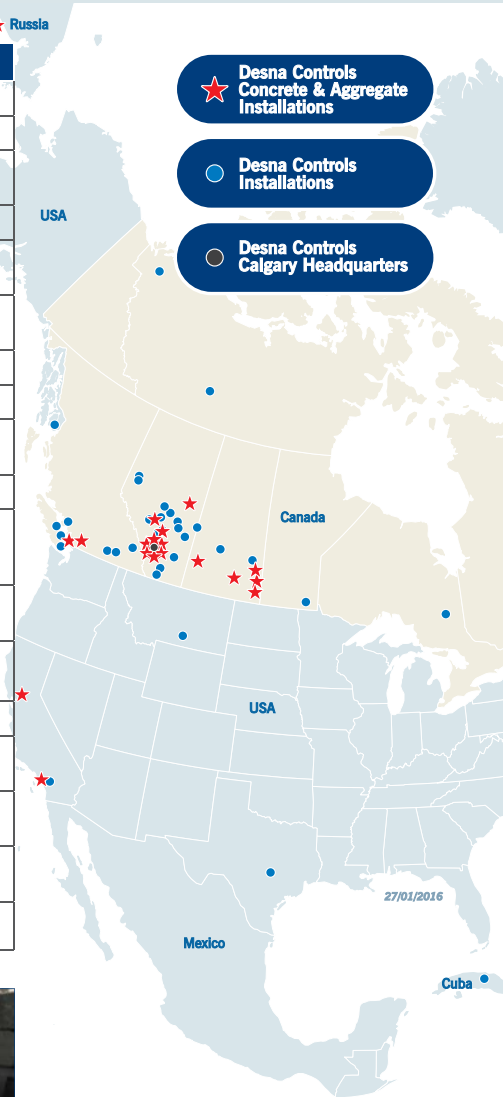 Russia
Desna Controls
Concrete & Aggregate
Installations
Desna Controls
Installations
USA
Desna Controls
Calgary Headquarters
Canada
USA
27/01/2016
Mexico
Cuba